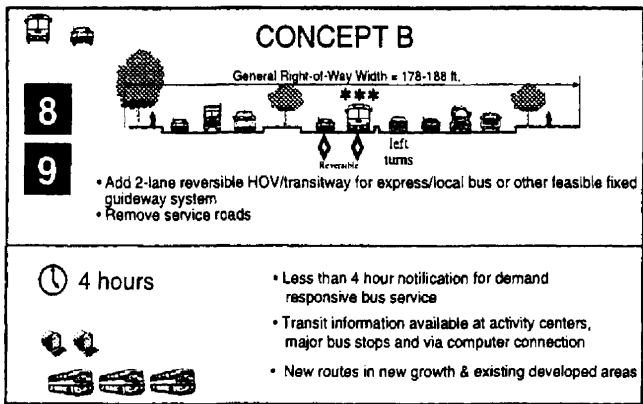 CONCEPT B
General Right-of-Way Width = 178-188 ft.
***
8
left
turns
Reversible
9
• Add 2-lane reversible HOV/transitway for express/local bus or other feasible fixed
guideway system
• Remove service roads
4 hours
• Less than 4 hour notification for demand
responsive bus service
• Transit information available at activity centers,
major bus stops and via computer connection
• New routes in new growth & existing developed areas